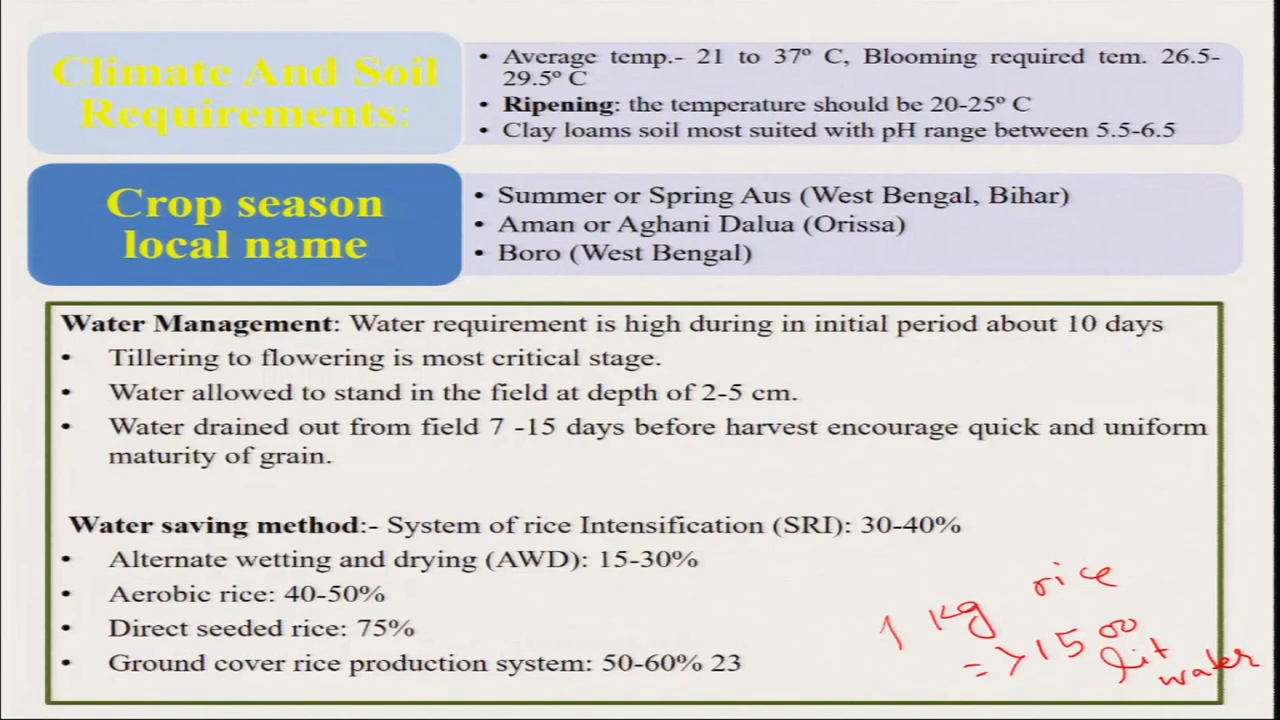 Climate And Soil
Requirements:
• Average temp.- 21 to 37º C, Blooming required tem. 26.5-
29.5º C
• Ripening: the temperature should be 20-25º C
• Clay loams soil most suited with pH range between 5.5-6.5
Crop season
local name
• Summer or Spring Aus (West Bengal, Bihar)
• Aman or Aghani Dalua (Orissa)
• Boro (West Bengal)
Water Management: Water requirement is high during in initial period about 10 days
• Tillering to flowering is most critical stage.
• Water allowed to stand in the field at depth of 2-5 cm.
• Water drained out from field 7 -15 days before harvest encourage quick and uniform
maturity of grain.
Water saving method:- System of rice Intensification (SRI): 30-40%
• Alternate wetting and drying (AWD): 15-30%
• Aerobic rice: 40-50%
• Direct seeded rice: 75%
• Ground cover rice production system: 50-60% 23
1 kg rice
=> 1500
lit
water